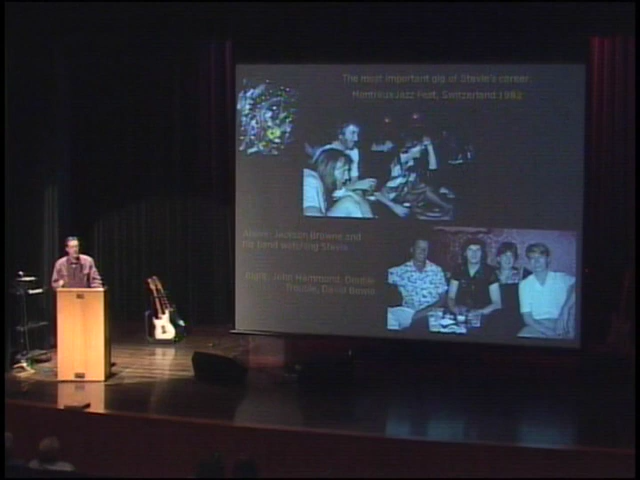 The most important gig of Stevie's career:
Montreux Jazz Fest, Switzerland 1982
Above: Jackson Browne and
his band watching Stevie
Right: John Hammond, Double
Trouble, David Bowie